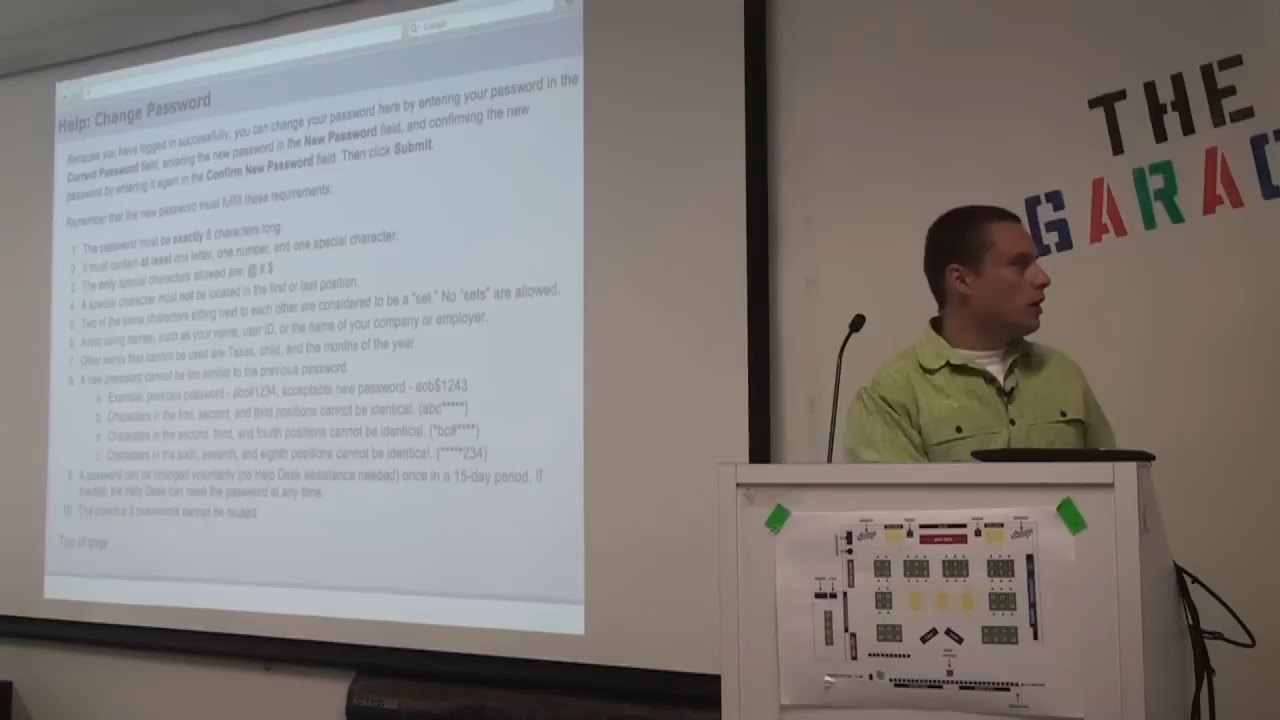 Google
Help: Change Password
Because you have logged in successfully, you can change your password here by entering your password in the
Current Password field, entering the new password in the New Password field, and confirming the new
password by entering it again in the Confirm New Password field. Then click Submit.
Remember that the new password must fulfill these requirements:
1 The password must be exactly 8 characters long.
2 It must contain at least one letter, one number, and one special character.
3 The only special characters allowed are: @ # $
4 A special character must not be located in the first or last position.
5 Two of the same characters sitting next to each other are considered to be a "set." No "sets" are allowed.
6 Avoid using names, such as your name, user ID, or the name of your company or employer.
7 Other words that cannot be used are Texas, child, and the months of the year.
8 A new password cannot be too similar to the previous password.
a Example: previous password - abc#1234, acceptable new password - acb$1243
b Characters in the first, second, and third positions cannot be identical. (abc*****)
c Characters in the second, third, and fourth positions cannot be identical. (*bc#****)
c Characters in the sixth, seventh, and eighth positions cannot be identical. (*****234)
9 A password can be changed voluntarily (no Help Desk assistance needed) once in a 15-day period. If
needed, the Help Desk can reset the password at any time.
10 The previous 8 passwords cannot be reused.
Top of page
THE
GARAG